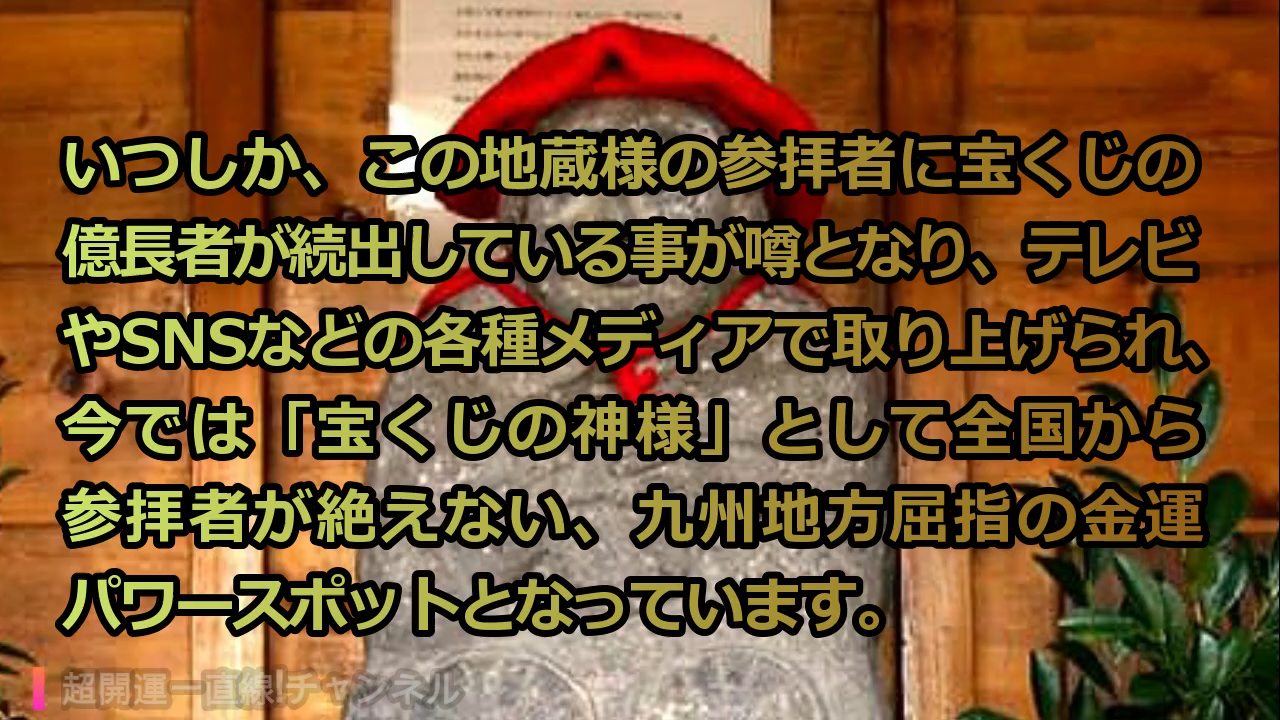 いつしか、この地蔵様の参拝者に宝くじの
億長者が続出している事が噂となり、テレビ
やSNSなどの各種メディアで取り上げられ、
今では「宝くじの神様」として全国から
参拝者が絶えない、九州地方屈指の金運
パワースポットとなっています。
超開運一直線!チャンネル